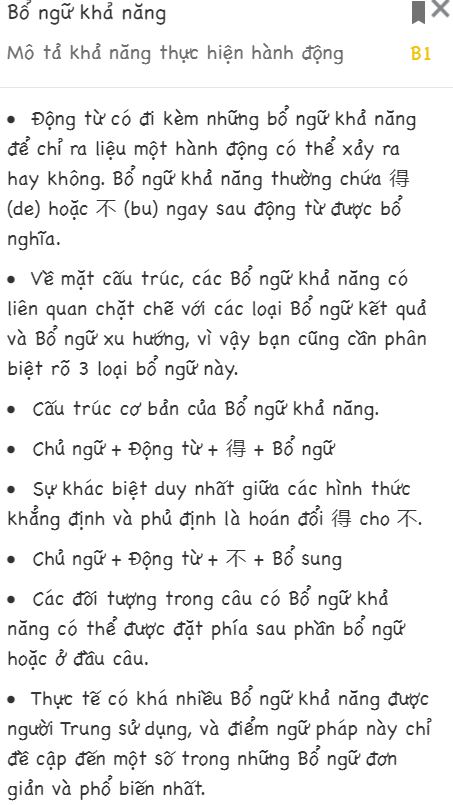 Bổ ngữ khả năng
Mô tả khả năng thực hiện hành động B1
• Động từ có đi kèm những bổ ngữ khả năng
để chỉ ra liệu một hành động có thể xảy ra
hay không. Bổ ngữ khả năng thường chứa 得
(de) hoặc 不 (bu) ngay sau động từ được bổ
nghĩa.
• Về mặt cấu trúc, các Bổ ngữ khả năng có
liên quan chặt chẽ với các loại Bổ ngữ kết quả
và Bổ ngữ xu hướng, vì vậy bạn cũng cần phân
biệt rõ 3 loại bổ ngữ này.
• Cấu trúc cơ bản của Bổ ngữ khả năng.
• Chủ ngữ + Động từ + 得 + Bổ ngữ
• Sự khác biệt duy nhất giữa các hình thức
khẳng định và phủ định là hoán đổi 得 cho 不.
• Chủ ngữ + Động từ + 不 + Bổ sung
• Các đối tượng trong câu có Bổ ngữ khả
năng có thể được đặt phía sau phần bổ ngữ
hoặc ở đầu câu.
• Thực tế có khá nhiều Bổ ngữ khả năng được
người Trung sử dụng, và điểm ngữ pháp này chỉ
đề cập đến một số trong những Bổ ngữ đơn
giản và phổ biến nhất.